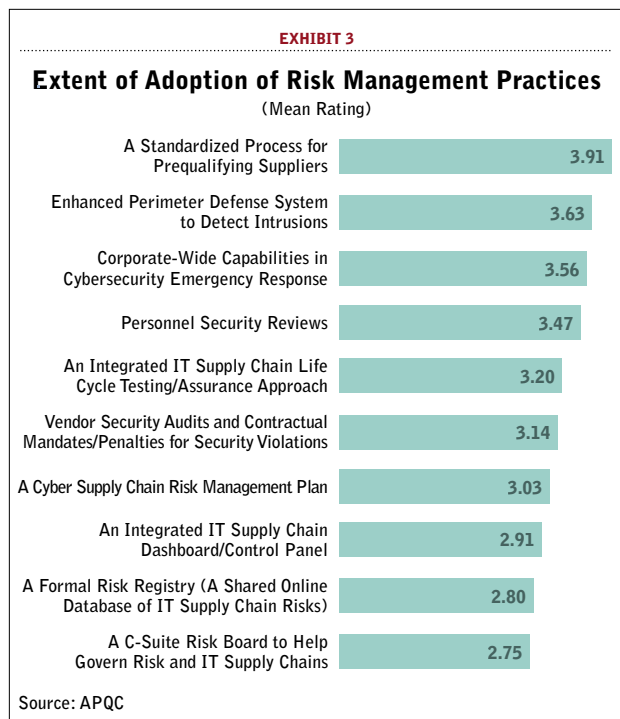 EXHIBIT 3
Extent of Adoption of Risk Management Practices
(Mean Rating)
A Standardized Process for
Prequalifying Suppliers
3.91
Enhanced Perimeter Defense System
to Detect Intrusions
3.63
Corporate-Wide Capabilities in
Cybersecurity Emergency Response
3.56
Personnel Security Reviews
3.47
An Integrated IT Supply Chain Life
Cycle Testing/Assurance Approach
3.20
Vendor Security Audits and Contractual
Mandates/Penalties for Security Violations
3.14
A Cyber Supply Chain Risk Management Plan
3.03
An Integrated IT Supply Chain
Dashboard/Control Panel
2.91
A Formal Risk Registry (A Shared Online
Database of IT Supply Chain Risks)
2.80
A C-Suite Risk Board to Help
Govern Risk and IT Supply Chains
2.75
Source: APQC